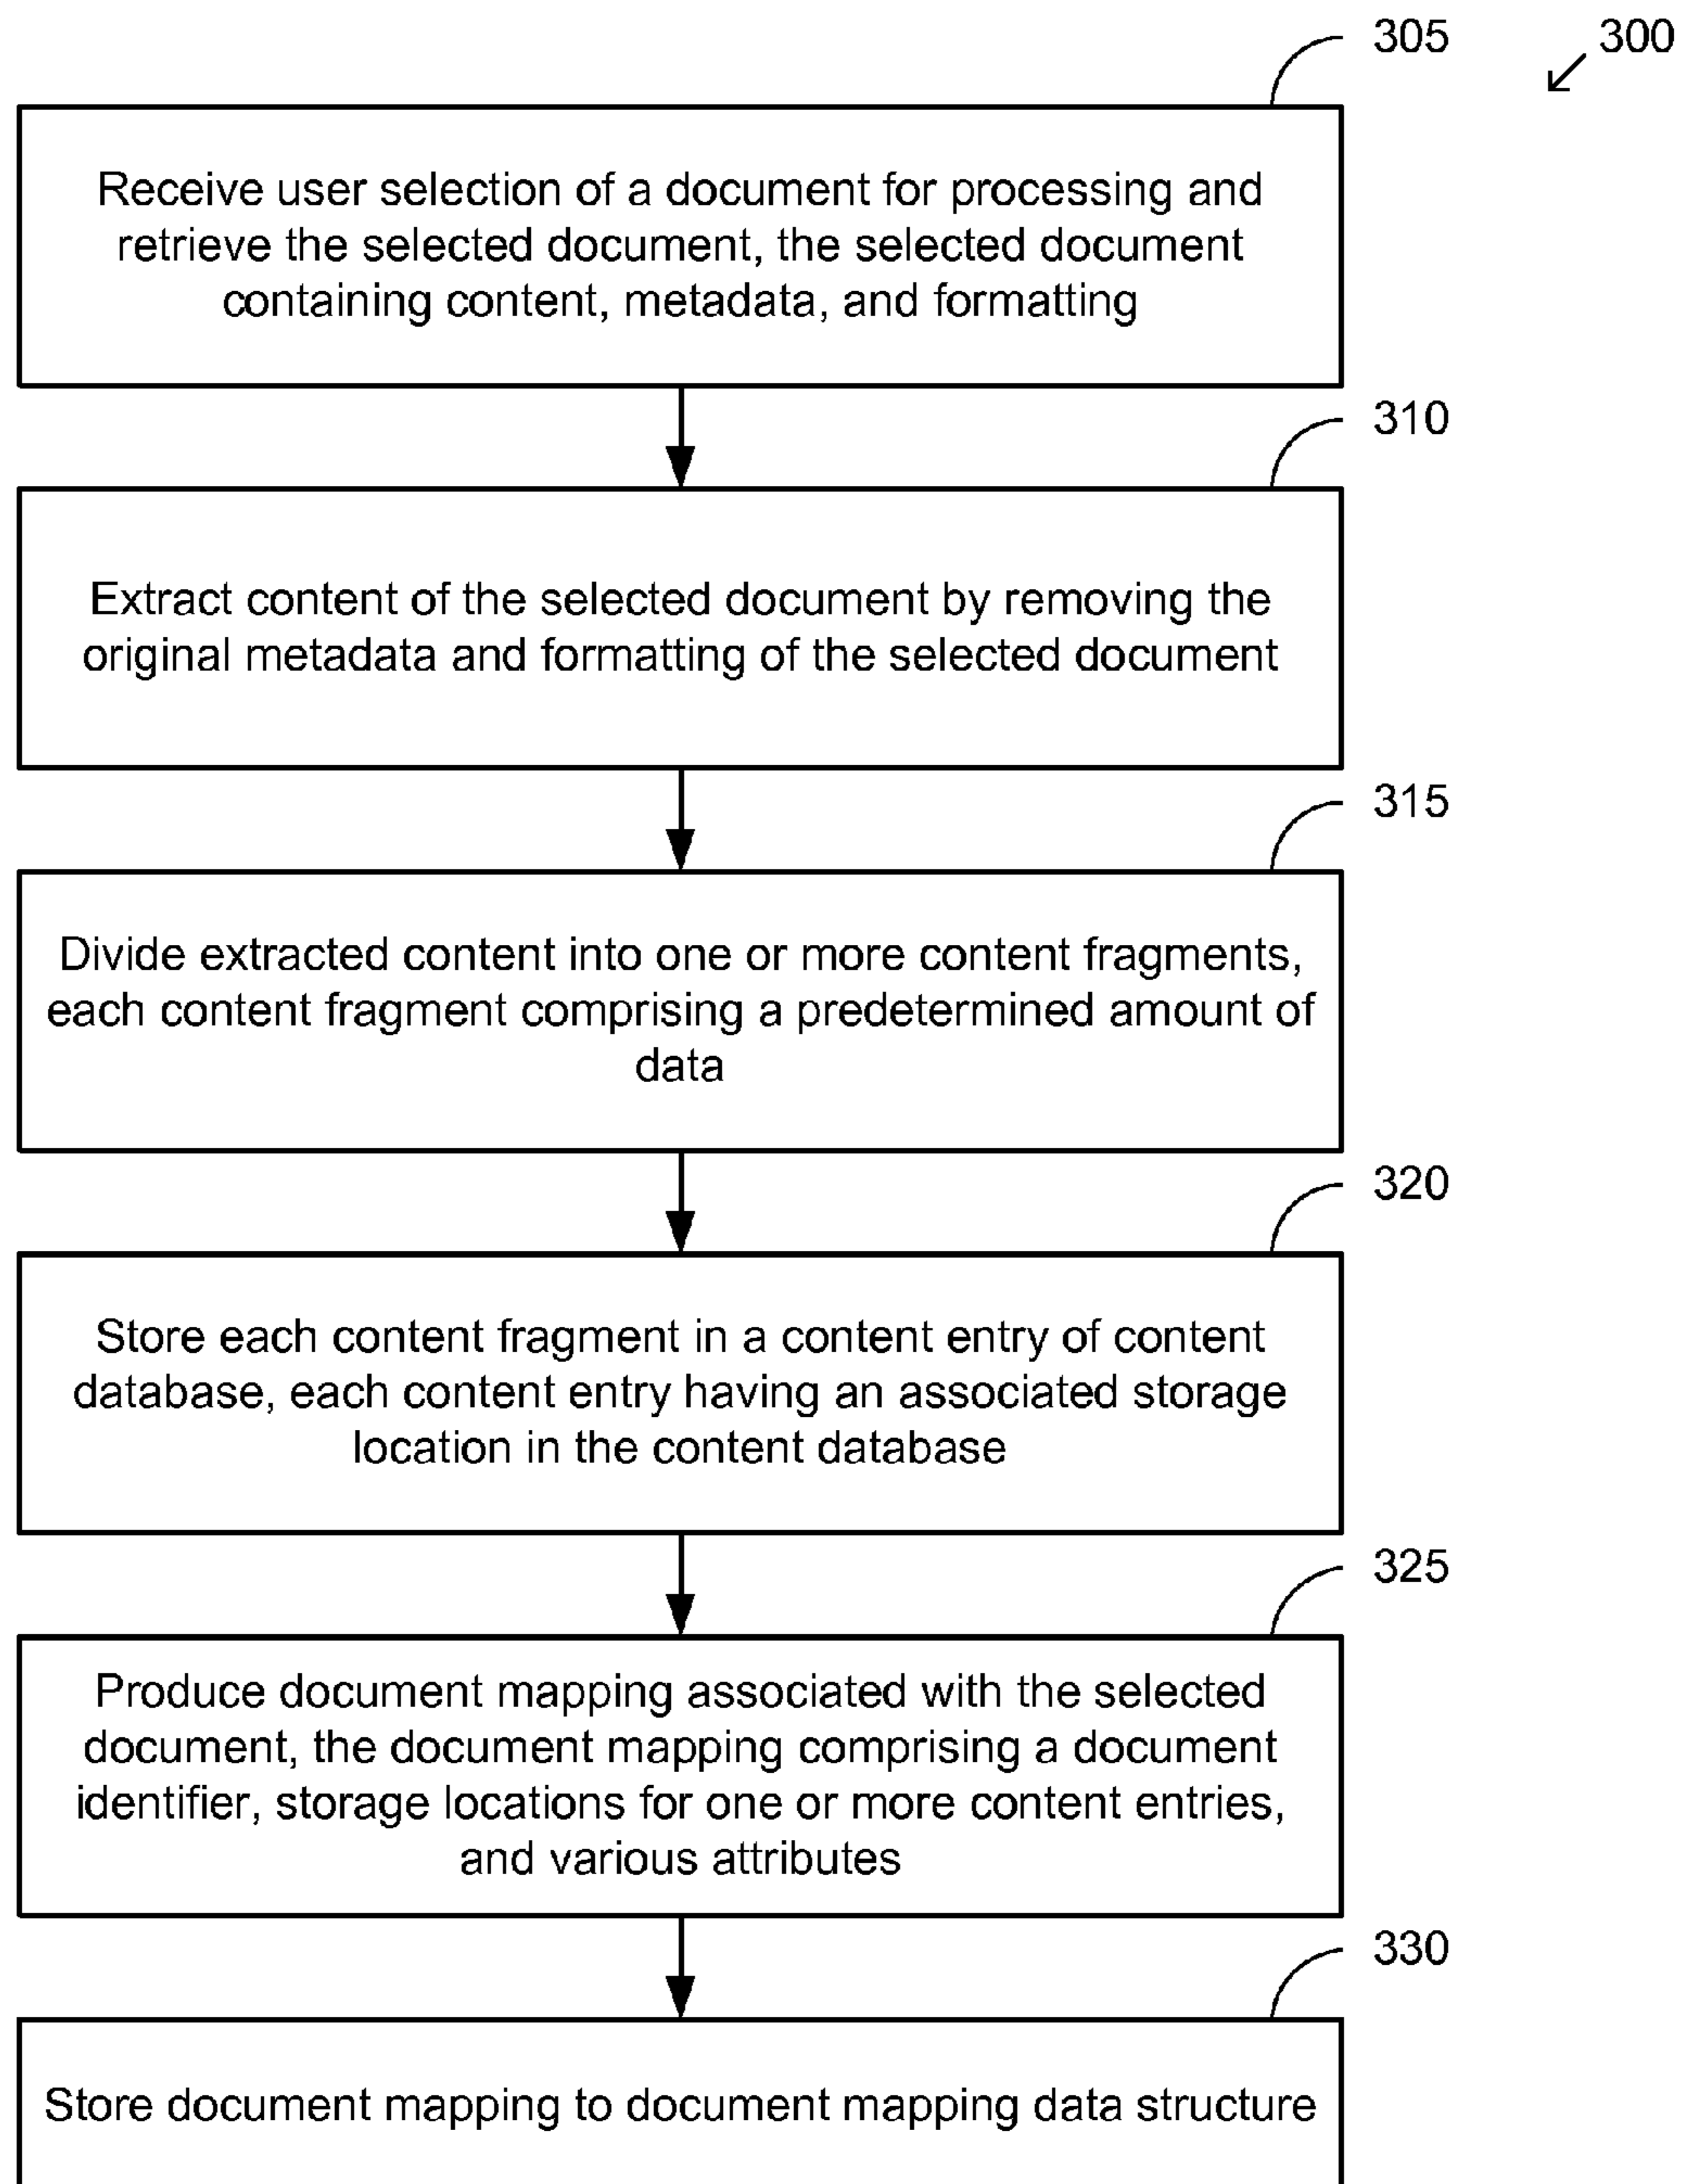 305
300
Receive user selection of a document for processing and
retrieve the selected document, the selected document
containing content, metadata, and formatting
310
Extract content of the selected document by removing the
original metadata and formatting of the selected document
315
Divide extracted content into one or more content fragments,
each content fragment comprising a predetermined amount of
data
320
Store each content fragment in a content entry of content
database, each content entry having an associated storage
location in the content database
325
Produce document mapping associated with the selected
document, the document mapping comprising a document
identifier, storage locations for one or more content entries,
and various attributes
330
Store document mapping to document mapping data structure